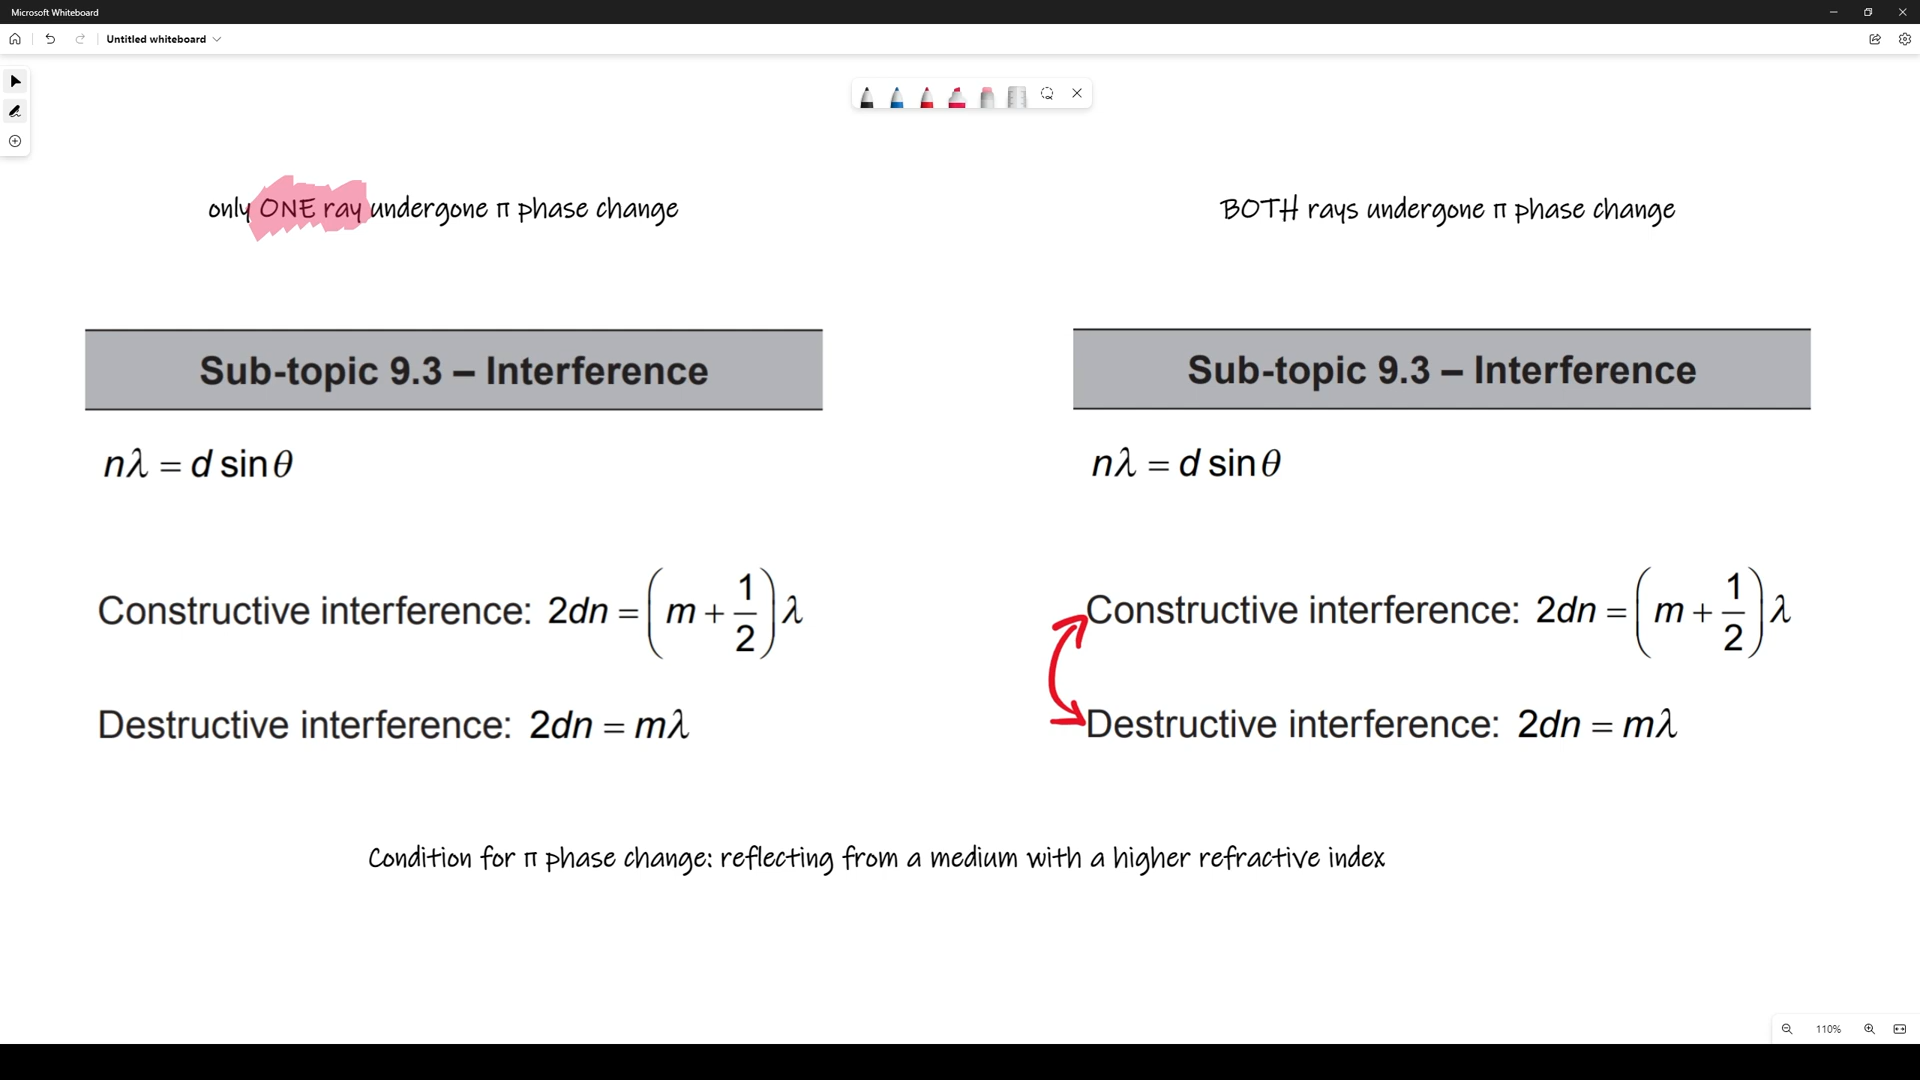 Microsoft Whiteboard
Untitled whiteboard
only ONE ray undergone π phase change
BOTH rays undergone π phase change
Sub-topic 9.3 – Interference
nλ = d sinθ
Constructive interference: 2dn = (m + 1/2) λ
Destructive interference: 2dn = mλ
Sub-topic 9.3 – Interference
nλ = d sinθ
Constructive interference: 2dn = (m + 1/2) λ
Destructive interference: 2dn = mλ
Condition for π phase change: reflecting from a medium with a higher refractive index
110%